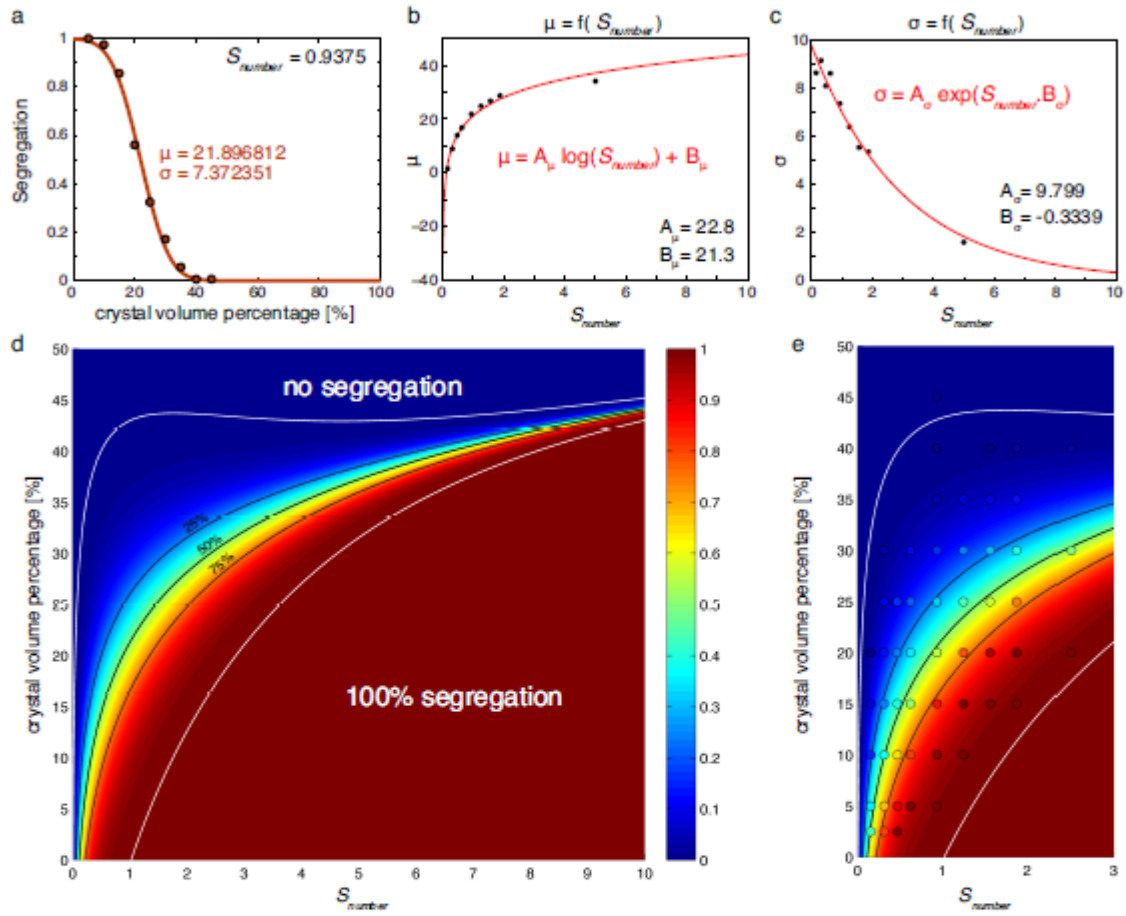 a
S_number = 0.9375
μ = 21.896812
σ = 7.372351
Segregation
1
0.8
0.6
0.4
0.2
0
0 20 40 60 80 100
crystal volume percentage [%]
b
μ = f( S_number)
μ = A_μ log(S_number) + B_μ
A_μ = 22.8
B_μ = 21.3
μ
40
20
0
−20
−40
0 2 4 6 8 10
S_number
c
σ = f( S_number)
σ = A_σ exp(S_number.B_σ)
A_σ= 9.799
B_σ= -0.3339
σ
10
8
6
4
2
0
0 2 4 6 8 10
S_number
d
no segregation
25%
50%
75%
100% segregation
crystal volume percentage [%]
50
45
40
35
30
25
20
15
10
5
0
0 1 2 3 4 5 6 7 8 9 10
S_number
1
0.9
0.8
0.7
0.6
0.5
0.4
0.3
0.2
0.1
0
e
crystal volume percentage [%]
50
45
40
35
30
25
20
15
10
5
0
0 1 2 3
S_number